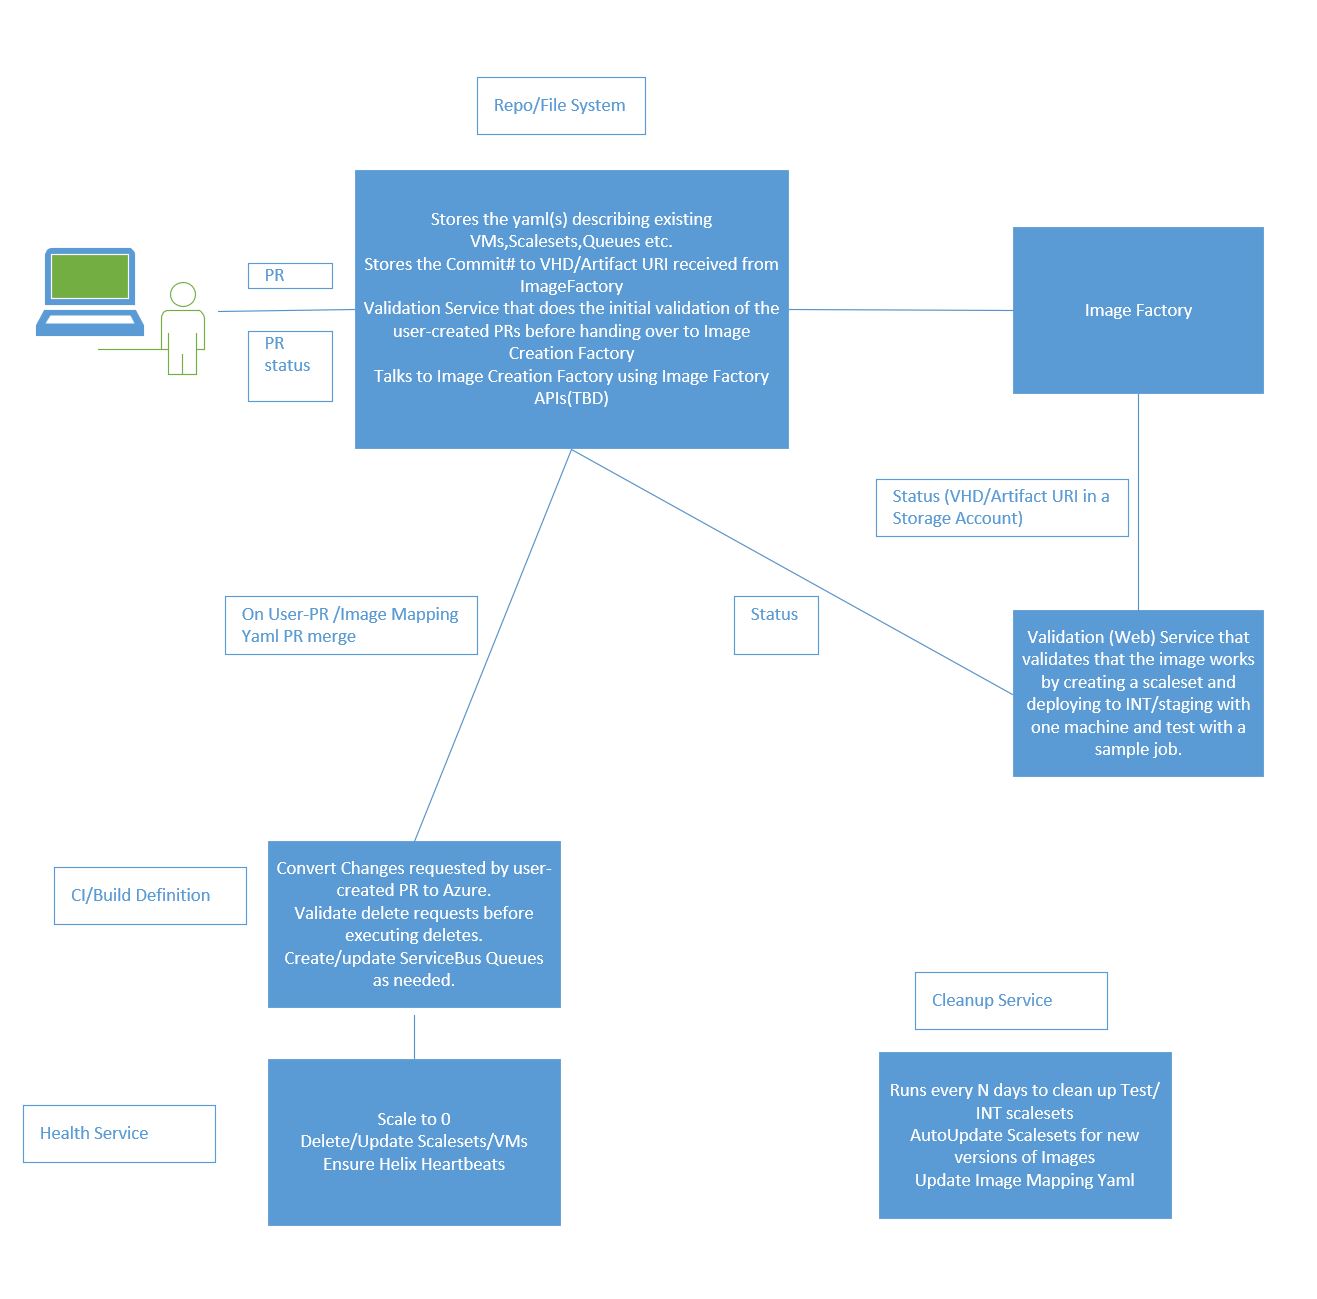 Repo/File System
Stores the yaml(s) describing existing
VMs,Scalesets,Queues etc.
Stores the Commit# to VHD/Artifact URI received from
ImageFactory
Validation Service that does the initial validation of the
user-created PRs before handing over to Image
Creation Factory
Talks to Image Creation Factory using Image Factory
APIs(TBD)
PR
PR
status
Image Factory
Status (VHD/Artifact URI in a
Storage Account)
On User-PR /Image Mapping
Yaml PR merge
Status
Validation (Web) Service that
validates that the image works
by creating a scaleset and
deploying to INT/staging with
one machine and test with a
sample job.
CI/Build Definition
Convert Changes requested by user-
created PR to Azure.
Validate delete requests before
executing deletes.
Create/update ServiceBus Queues
as needed.
Cleanup Service
Runs every N days to clean up Test/
INT scalesets
AutoUpdate Scalesets for new
versions of Images
Update Image Mapping Yaml
Health Service
Scale to 0
Delete/Update Scalesets/VMs
Ensure Helix Heartbeats